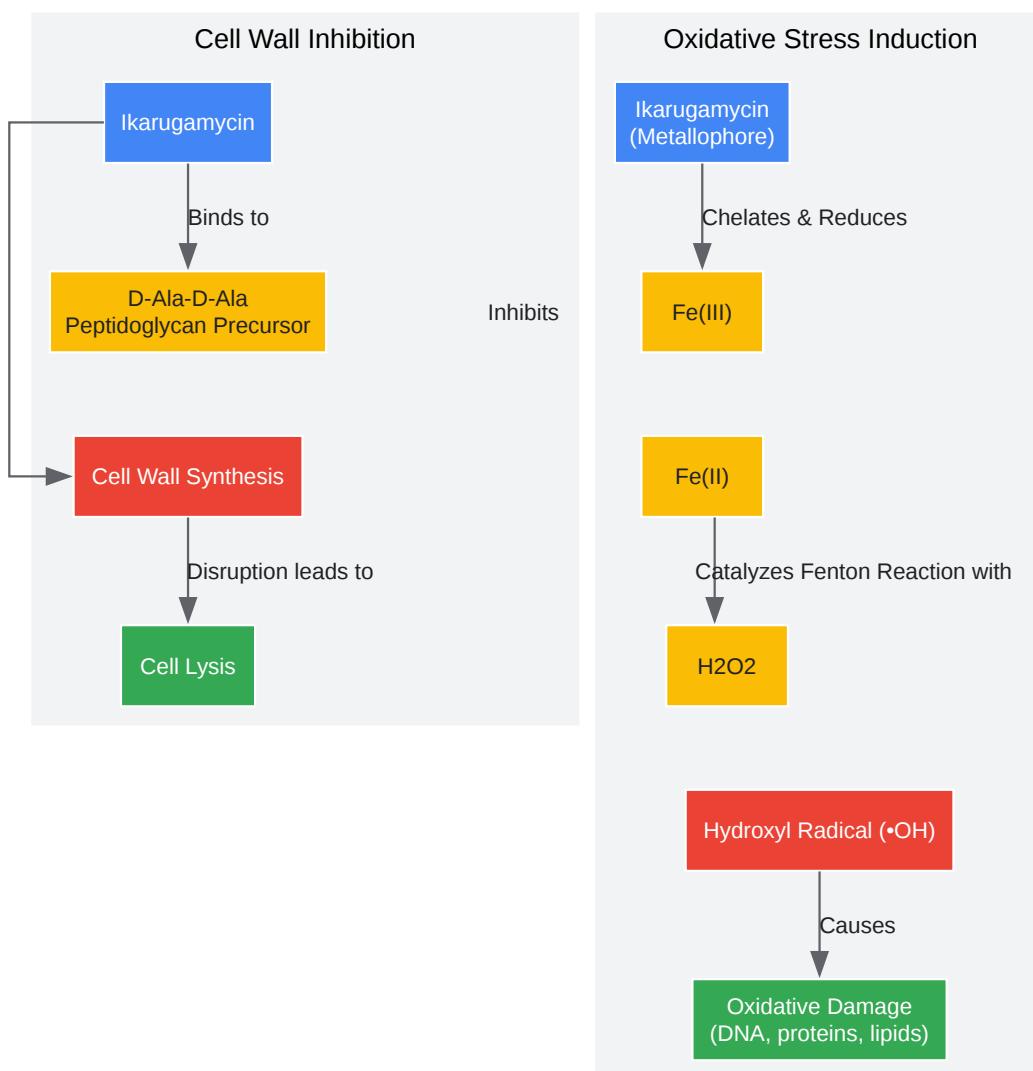 Cell Wall Inhibition
Ikarugamycin
Binds to
D-Ala-D-Ala
Peptidoglycan Precursor
Inhibits
Cell Wall Synthesis
Disruption leads to
Cell Lysis
Oxidative Stress Induction
Ikarugamycin
(Metallophore)
Chelates & Reduces
Fe(III)
Fe(II)
Catalyzes Fenton Reaction with
H2O2
Hydroxyl Radical (•OH)
Causes
Oxidative Damage
(DNA, proteins, lipids)